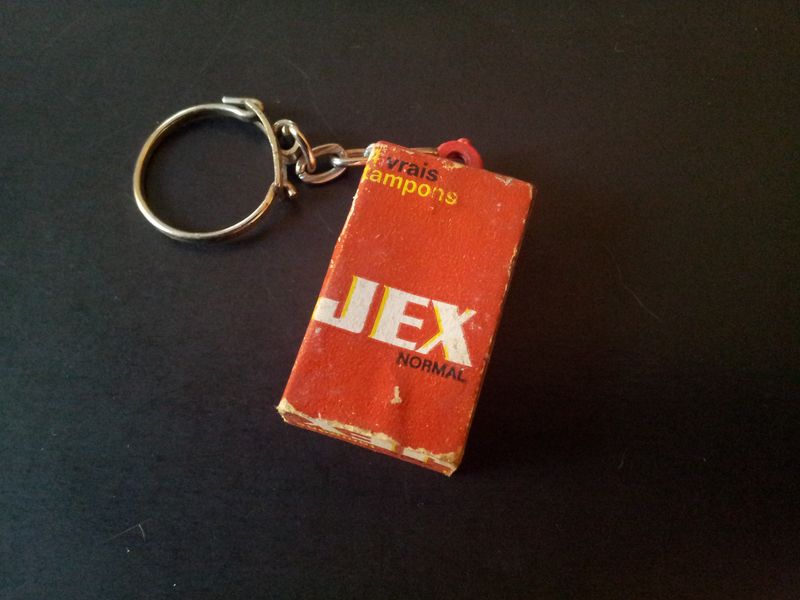 vrais
tampons
JEX
NORMAL